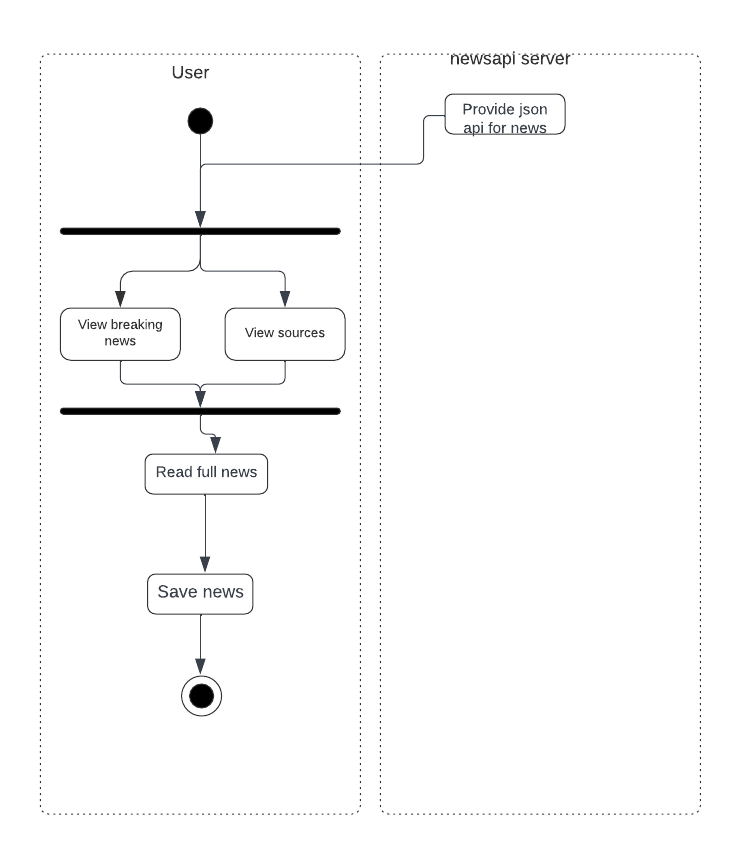 User
newsapi server
Provide json
api for news
View breaking
news
View sources
Read full news
Save news